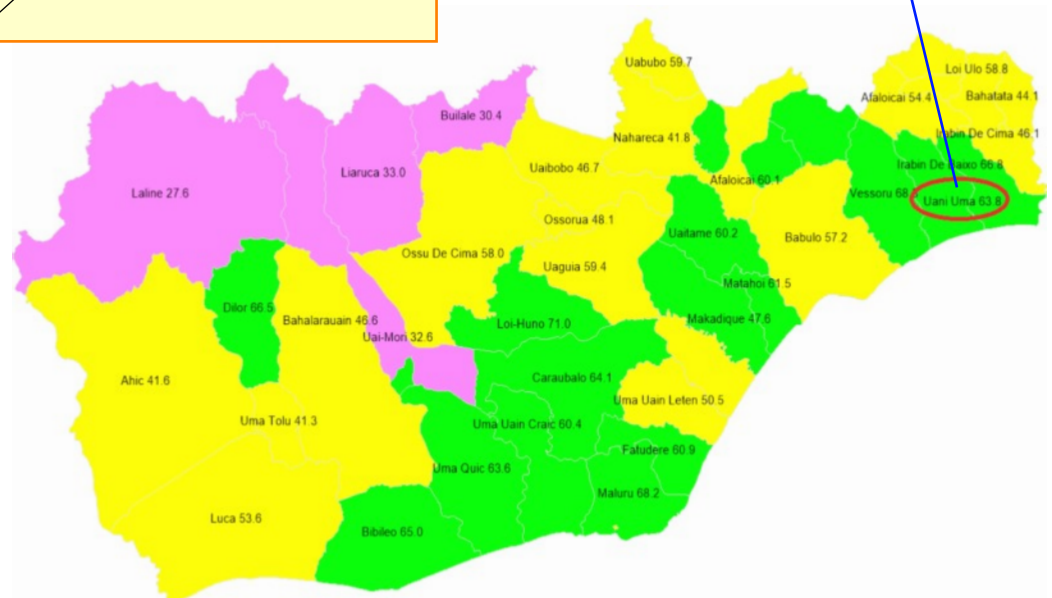 Uabubo 59.7
Loi Ulo 58.8
Afaloicai 54.4
Bahatata 44.1
Builale 30.4
Nahareca 41.8
Irabin De Cima 46.1
Uaibobo 46.7
Irabin De Baixo 66.8
Liaruca 33.0
Afaloicai 60.1
Laline 27.6
Vessoru 68.
Uani Uma 63.8
Ossorua 48.1
Uaitame 60.2
Babulo 57.2
Ossu De Cima 58.0
Uaguia 59.4
Matahoi 61.5
Dilor 66.5
Bahalarauain 46.6
Loi-Huno 71.0
Makadique 47.6
Uai-Mori 32.6
Ahic 41.6
Caraubalo 64.1
Uma Uain Leten 50.5
Uma Tolu 41.3
Uma Uain Craic 60.4
Fatudere 60.9
Uma Quic 63.6
Maluru 68.2
Luca 53.6
Bibileo 65.0